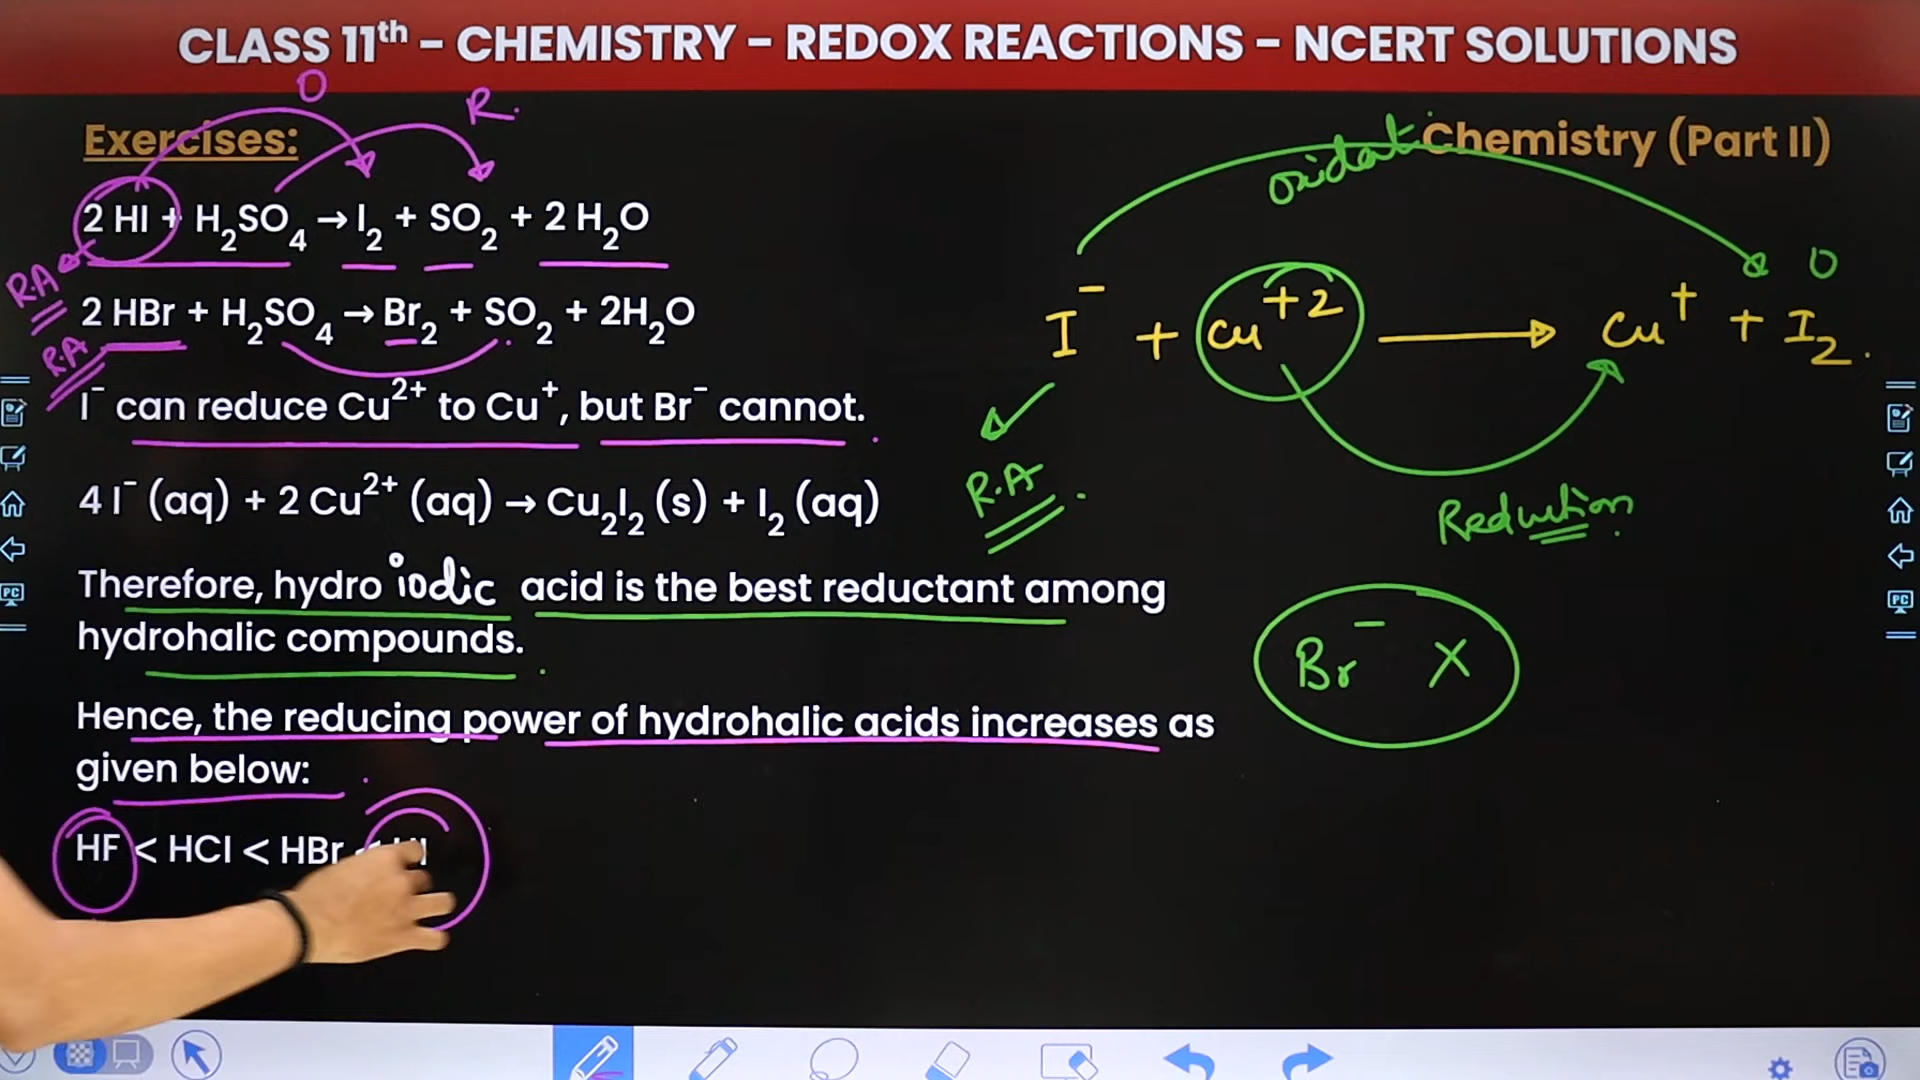 CLASS 11th – CHEMISTRY – REDOX REACTIONS – NCERT SOLUTIONS
O
R.
Exercises:
Chemistry (Part II)
oxidat
2 HI + H₂SO₄ → I₂ + SO₂ + 2 H₂O
R.A
2 HBr + H₂SO₄ → Br₂ + SO₂ + 2H₂O
R.A
I⁻ can reduce Cu²⁺ to Cu⁺, but Br⁻ cannot.
4 I⁻ (aq) + 2 Cu²⁺ (aq) → Cu₂I₂ (s) + I₂ (aq)
Therefore, hydro iodic acid is the best reductant among
hydrohalic compounds.
Hence, the reducing power of hydrohalic acids increases as
given below:
HF < HCl < HBr
O
I⁻ + Cu⁺² → Cu⁺ + I₂.
R.A
Reduction
Br⁻ X
PC
PC